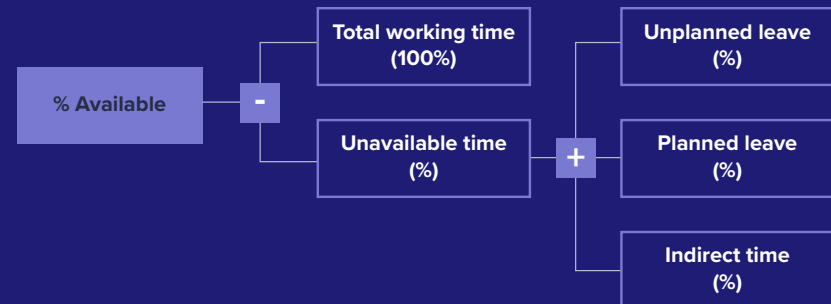 % Available
-
Total working time
(100%)
Unavailable time
(%)
+
Unplanned leave
(%)
Planned leave
(%)
Indirect time
(%)